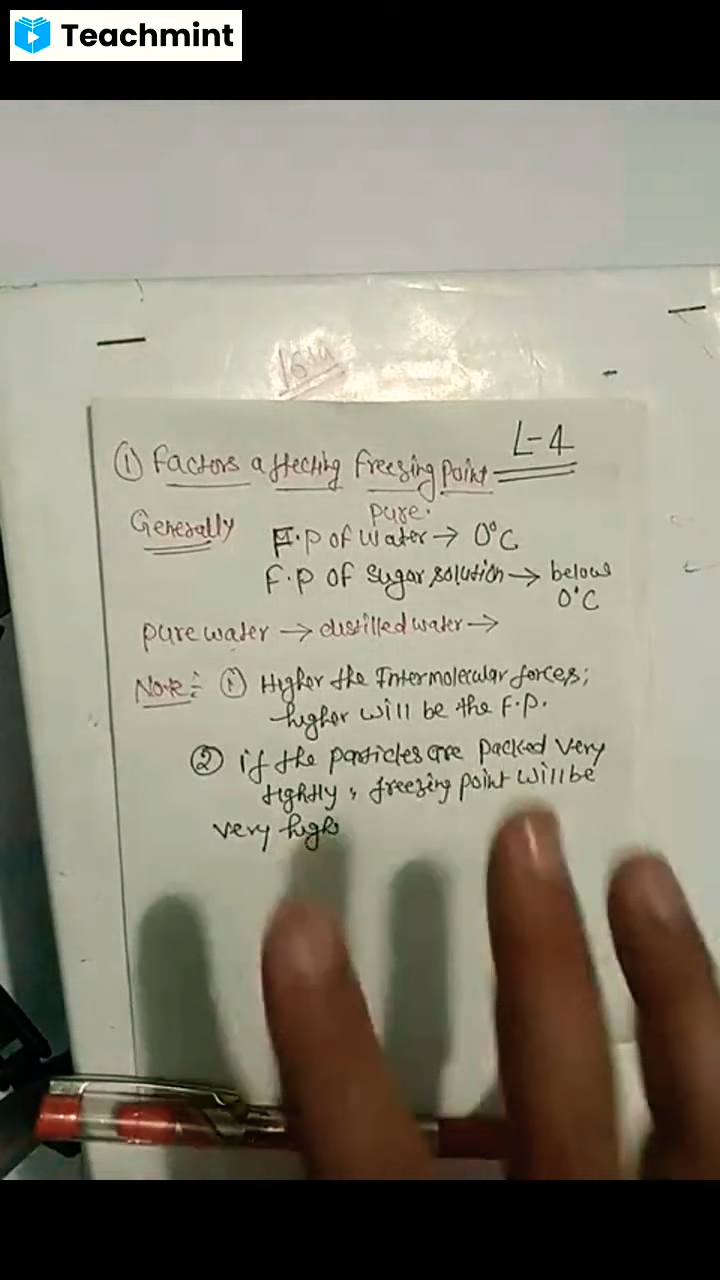 Teachmint
L-4
① Factors affecting freezing point
pure.
Generally F.P of water → 0°C
F.P of sugar solution → below
0°C
pure water → distilled water →
Note:- ① Higher the Intermolecular forces;
higher will be the F.P.
② if the particles are packed very
tightly, freezing point will be
very high